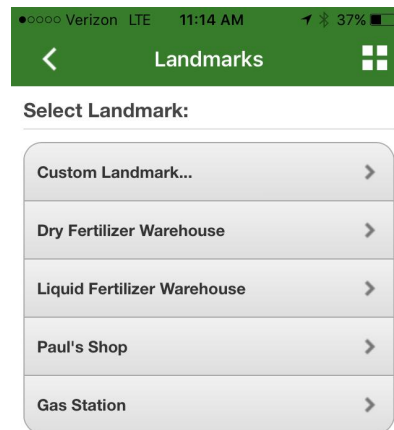 Verizon LTE 11:14 AM 37%
Landmarks
Select Landmark:
Custom Landmark...
Dry Fertilizer Warehouse
Liquid Fertilizer Warehouse
Paul's Shop
Gas Station